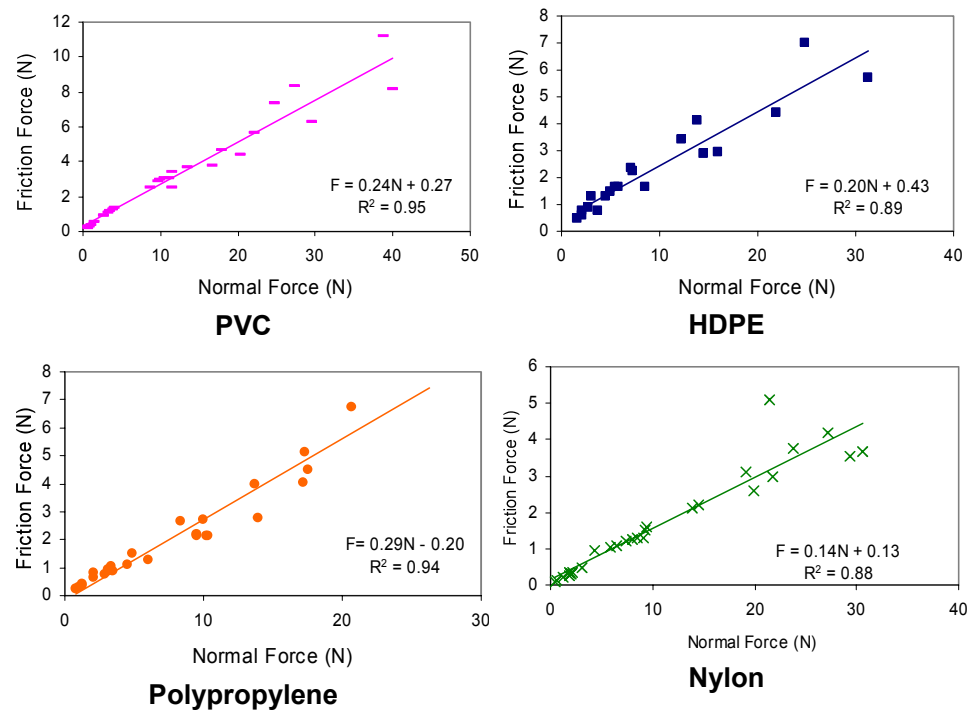 12
10
8
6
4
2
0
0 10 20 30 40 50
Friction Force (N)
Normal Force (N)
F = 0.24N + 0.27
R² = 0.95
PVC
8
7
6
5
4
3
2
1
0
0 10 20 30 40
Friction Force (N)
Normal Force (N)
F = 0.20N + 0.43
R² = 0.89
HDPE
8
7
6
5
4
3
2
1
0
0 10 20 30
Friction Force (N)
Normal Force (N)
F= 0.29N - 0.20
R² = 0.94
Polypropylene
6
5
4
3
2
1
0
0 10 20 30 40
Friction Force (N)
Normal Force (N)
F = 0.14N + 0.13
R² = 0.88
Nylon